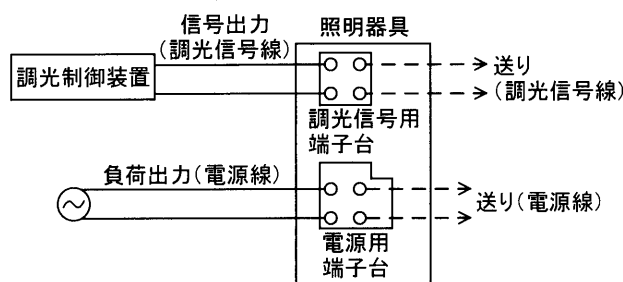 信号出力
(調光信号線)
照明器具
調光制御装置
送り
(調光信号線)
調光信号用
端子台
負荷出力(電源線)
送り(電源線)
電源用
端子台